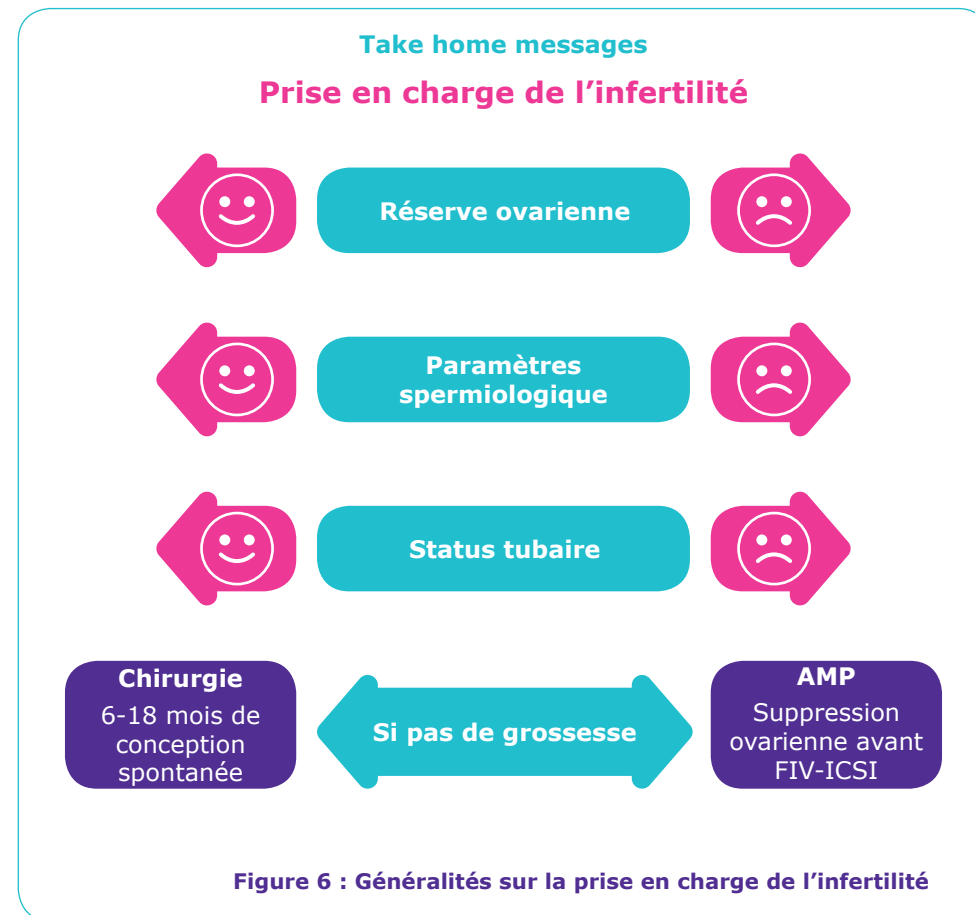 Take home messages
Prise en charge de l’infertilité
Réserve ovarienne
Paramètres
spermiologique
Status tubaire
Chirurgie
6-18 mois de
conception
spontanée
Si pas de grossesse
AMP
Suppression
ovarienne avant
FIV-ICSI
Figure 6 : Généralités sur la prise en charge de l’infertilité